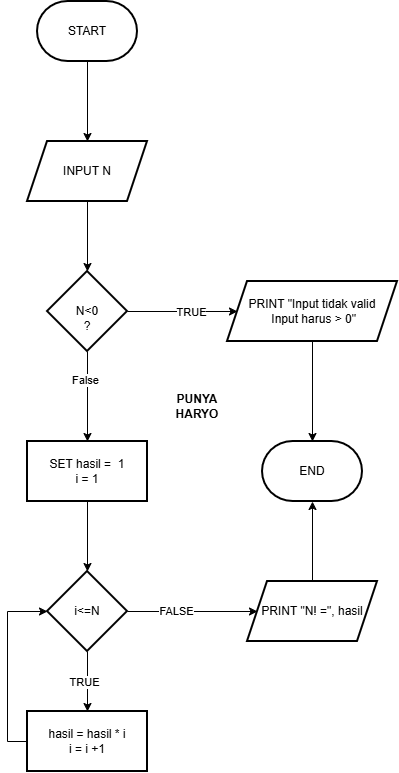 START
INPUT N
N<0
?
TRUE
PRINT "Input tidak valid
Input harus > 0"
False
PUNYA
HARYO
SET hasil =  1
i = 1
END
i<=N
FALSE
PRINT "N! =", hasil
TRUE
hasil = hasil * i
i = i +1